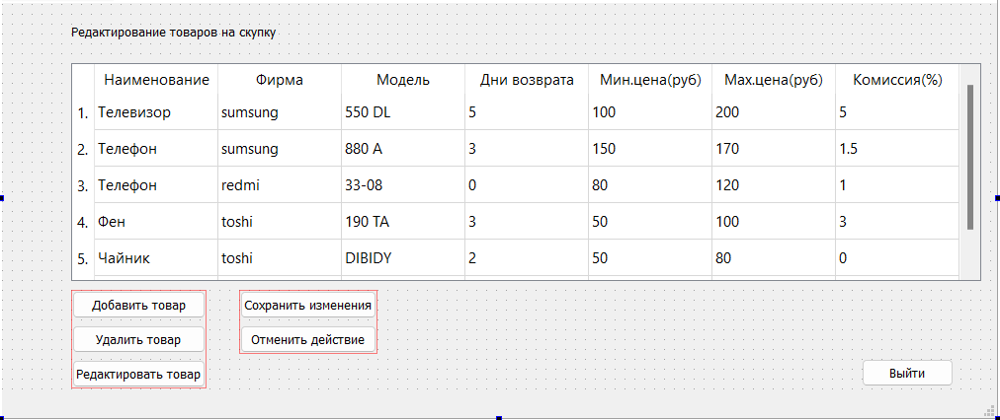 Редактирование товаров на скупку
Наименование Фирма Модель Дни возврата Мин.цена(руб) Мах.цена(руб) Комиссия(%)
1. Телевизор sumsung 550 DL 5 100 200 5
2. Телефон sumsung 880 A 3 150 170 1.5
3. Телефон redmi 33-08 0 80 120 1
4. Фен toshi 190 TA 3 50 100 3
5. Чайник toshi DIBIDY 2 50 80 0
Добавить товар Сохранить изменения
Удалить товар Отменить действие
Редактировать товар Выйти